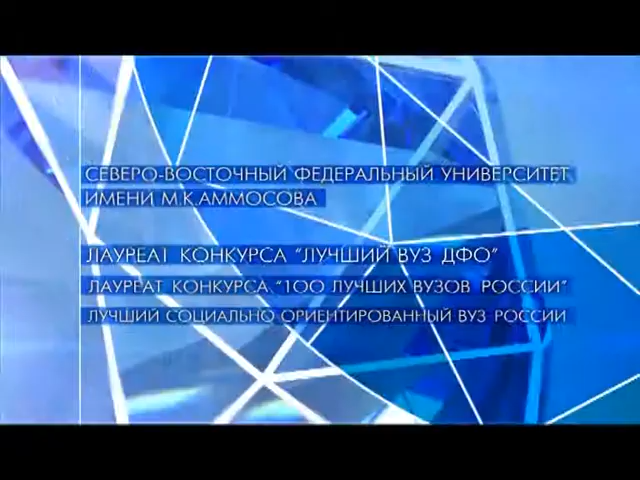 СЕВЕРО-ВОСТОЧНЫЙ ФЕДЕРАЛЬНЫЙ УНИВЕРСИТЕТ
ИМЕНИ М.К.АММОСОВА
ЛАУРЕАТ КОНКУРСА "ЛУЧШИЙ ВУЗ ДФО"
ЛАУРЕАТ КОНКУРСА "100 ЛУЧШИХ ВУЗОВ РОССИИ"
ЛУЧШИЙ СОЦИАЛЬНО ОРИЕНТИРОВАННЫЙ ВУЗ РОССИИ